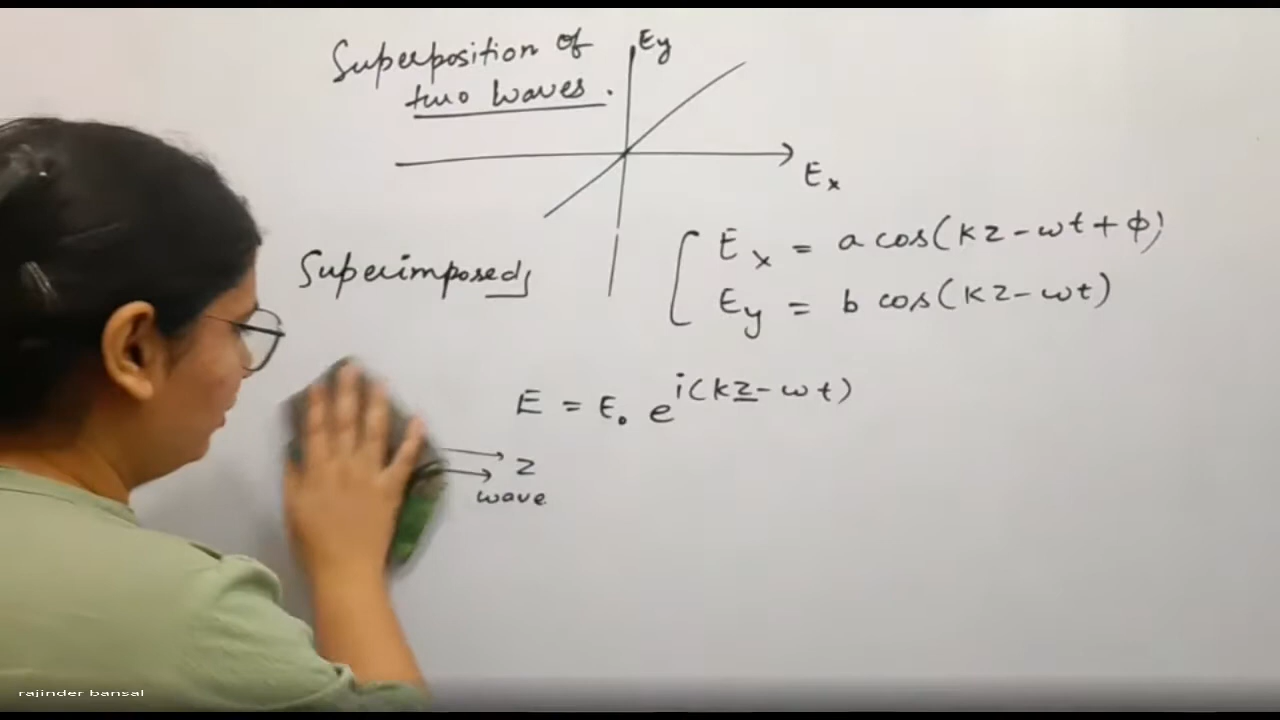 Superposition of
two waves.
Ey
Ex
Superimposed
Ex = a cos(kz-ωt+φ)
Ey = b cos(kz-ωt)
E = E₀ e^i(kz-ωt)
z
wave
rajinder bansal